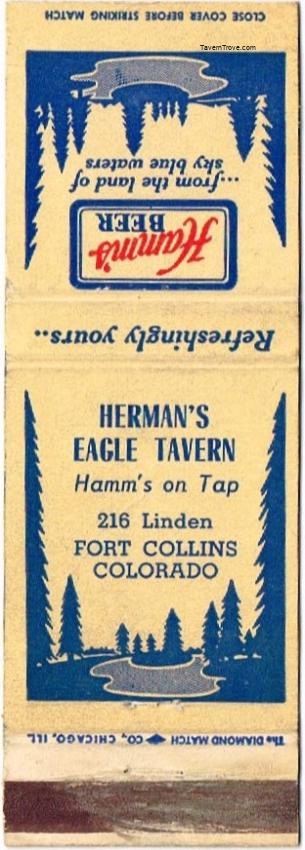 TavernTrove.com
CLOSE COVER BEFORE STRIKING MATCH
Hamm's
BEER
...from the land of
sky blue waters
Refreshingly yours..
HERMAN'S
EAGLE TAVERN
Hamm's on Tap
216 Linden
FORT COLLINS
COLORADO
The DIAMOND MATCH CO., CHICAGO, ILL.